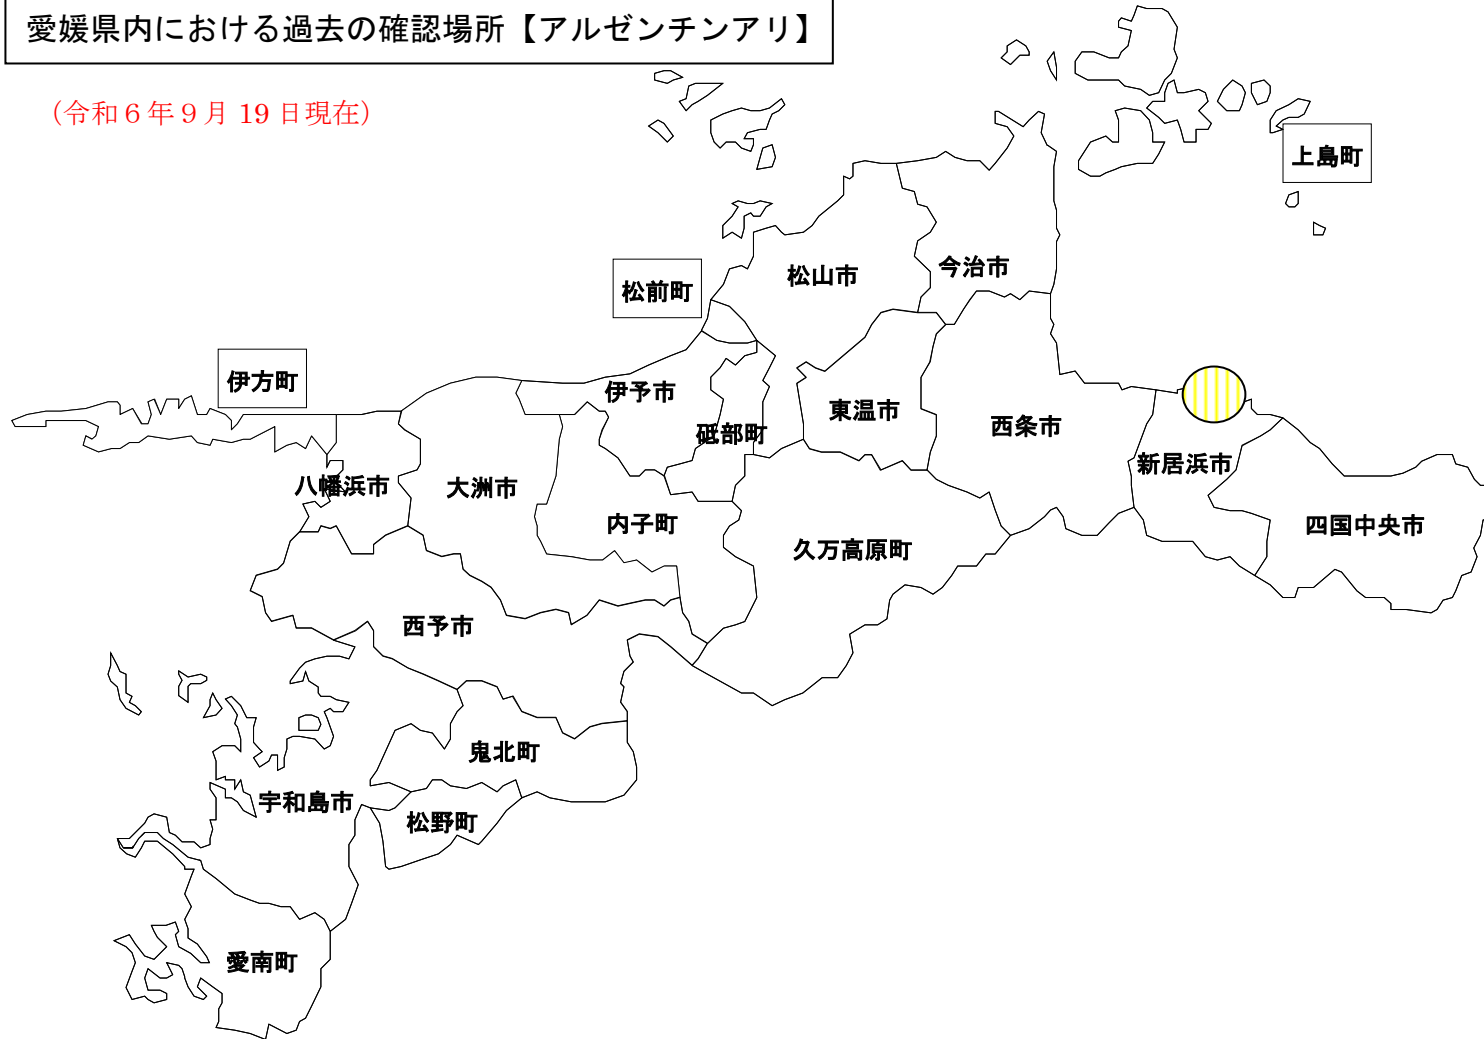 愛媛県内における過去の確認場所【アルゼンチンアリ】
（令和６年９月 19 日現在）
上島町
松山市
今治市
松前町
伊方町
伊予市
東温市
西条市
砥部町
新居浜市
八幡浜市
大洲市
内子町
久万高原町
四国中央市
西予市
鬼北町
宇和島市
松野町
愛南町